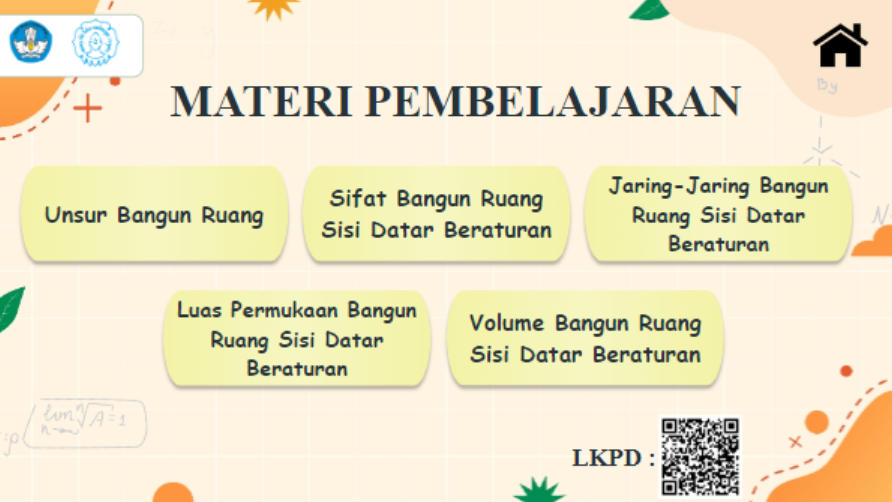 By
MATERI PEMBELAJARAN
Unsur Bangun Ruang
Sifat Bangun Ruang
Sisi Datar Beraturan
Jaring-Jaring Bangun
Ruang Sisi Datar
Beraturan
Luas Permukaan Bangun
Ruang Sisi Datar
Beraturan
Volume Bangun Ruang
Sisi Datar Beraturan
LKPD :